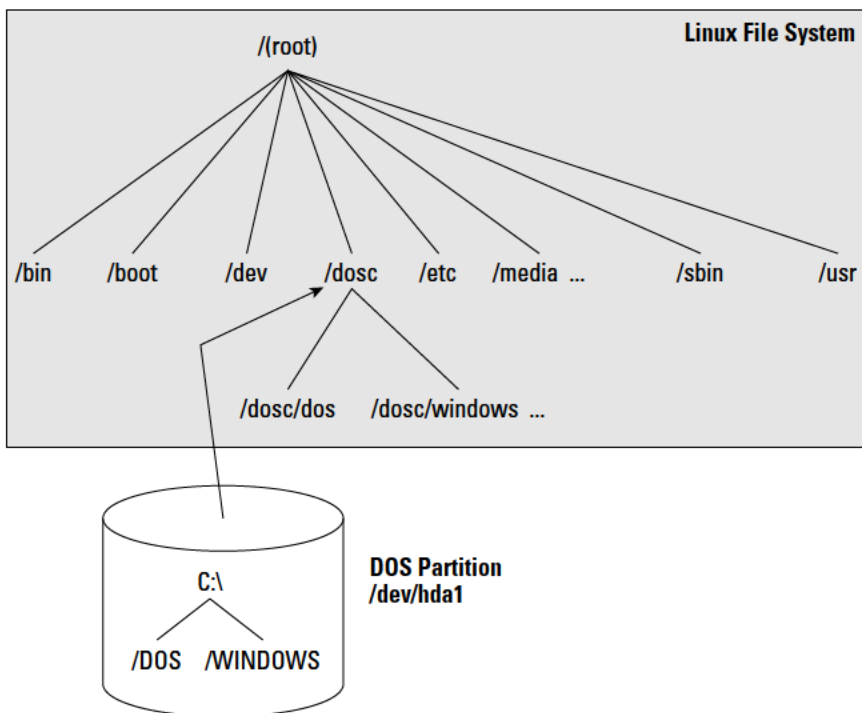 Linux File System
/(root)
/bin /boot /dev /dosc /etc /media ... /sbin /usr
/dosc/dos /dosc/windows ...
DOS Partition
/dev/hda1
C:\
/DOS /WINDOWS